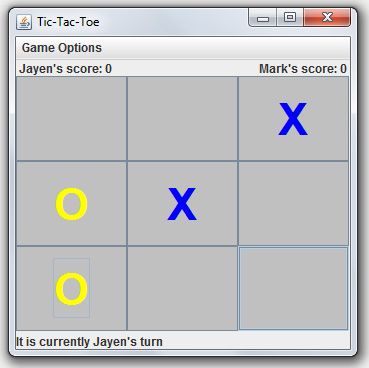 Tic-Tac-Toe
Game Options
Jayen's score: 0 Mark's score: 0
X
O X
O
It is currently Jayen's turn